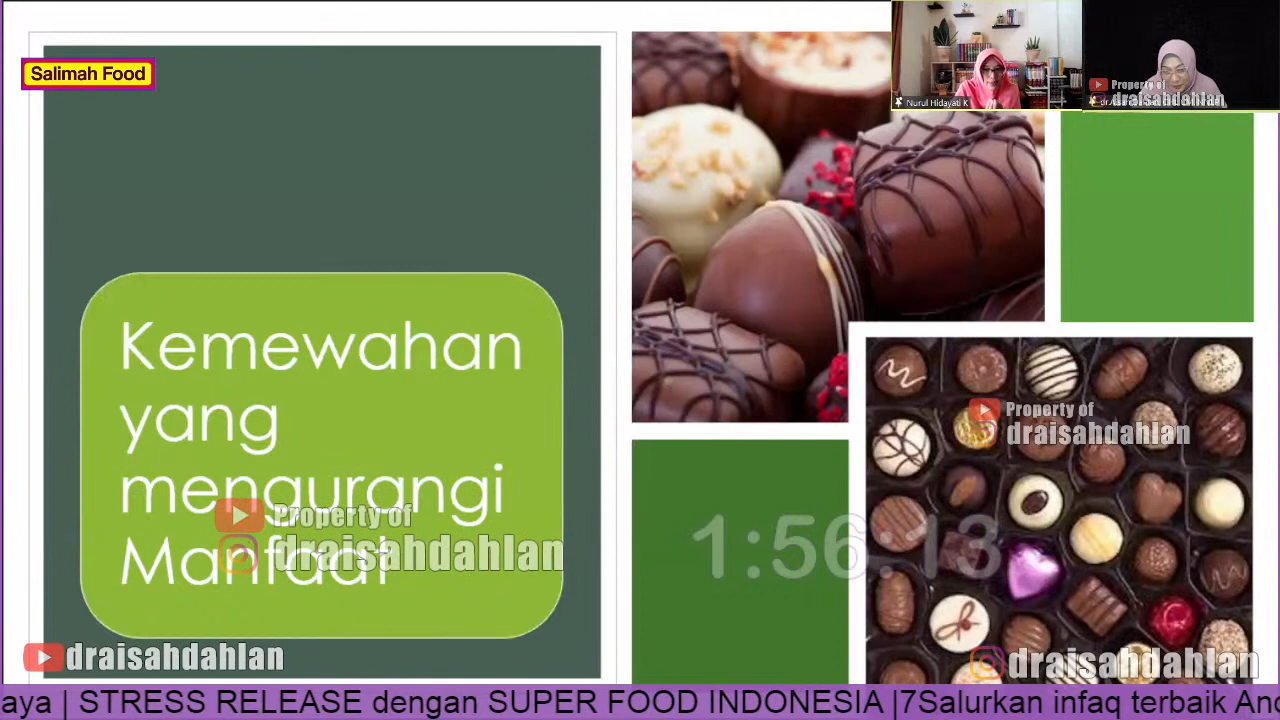 Salimah Food
Nurul Hidayati K
Property of
draisahdahlan
Kemewahan
yang
mengurangi
Manfaat
Property of
draisahdahlan
Property of
draisahdahlan
1:56:13
draisahdahlan
draisahdahlan
aya | STRESS RELEASE dengan SUPER FOOD INDONESIA |7Salurkan infaq terbaik And